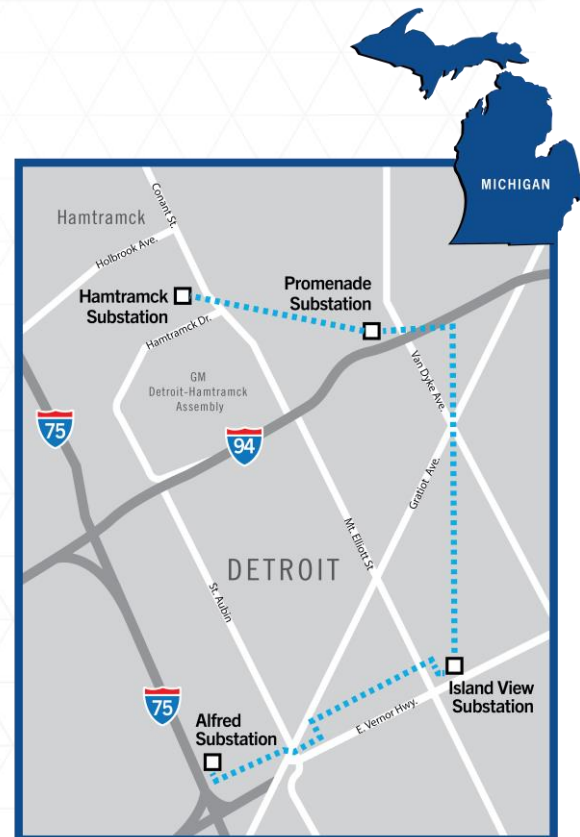 MICHIGAN
Hamtramck
Conant St.
Holbrook Ave.
Hamtramck
Substation
Promenade
Substation
Hamtramck Dr.
GM
Detroit-Hamtramck
Assembly
Van Dyke Ave.
75
94
Gratiot Ave.
Mt. Elliott St
DETROIT
St. Aubin
75
Alfred
Substation
Island View
Substation
E. Vernor Hwy.